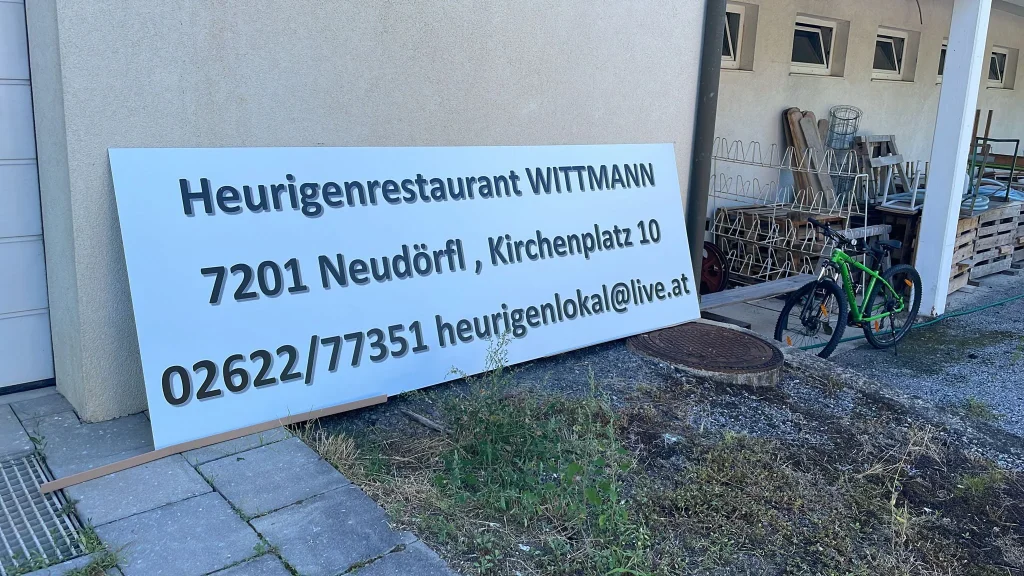 Heurigenrestaurant WITTMANN
7201 Neudörfl , Kirchenplatz 10
02622/77351 heurigenlokal@live.at